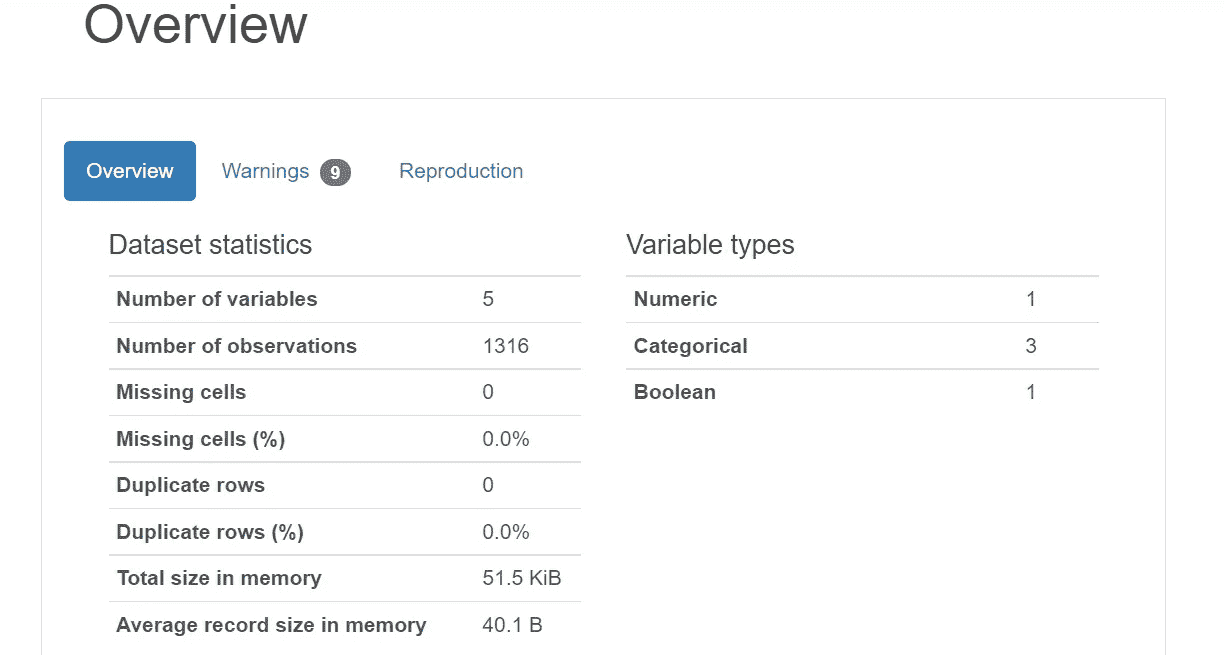 Overview
Overview Warnings 9 Reproduction
Dataset statistics
Number of variables 5
Number of observations 1316
Missing cells 0
Missing cells (%) 0.0%
Duplicate rows 0
Duplicate rows (%) 0.0%
Total size in memory 51.5 KiB
Average record size in memory 40.1 B
Variable types
Numeric 1
Categorical 3
Boolean 1